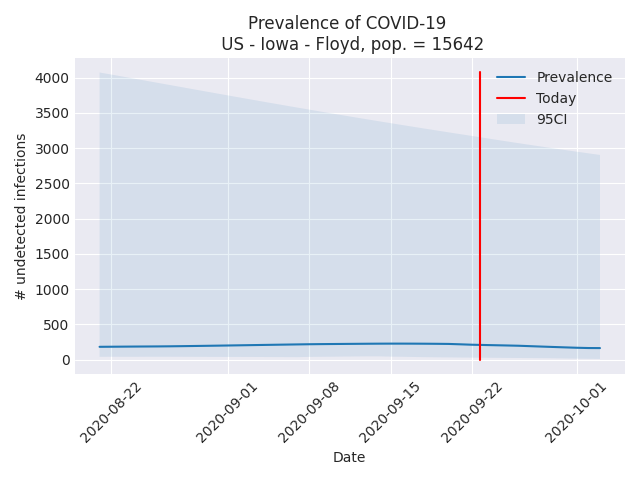 Prevalence of COVID-19
US - Iowa - Floyd, pop. = 15642
Prevalence
Today
95CI
4000
3500
3000
2500
2000
1500
1000
500
0
# undetected infections
2020-08-22
2020-09-01
2020-09-08
2020-09-15
2020-09-22
2020-10-01
Date